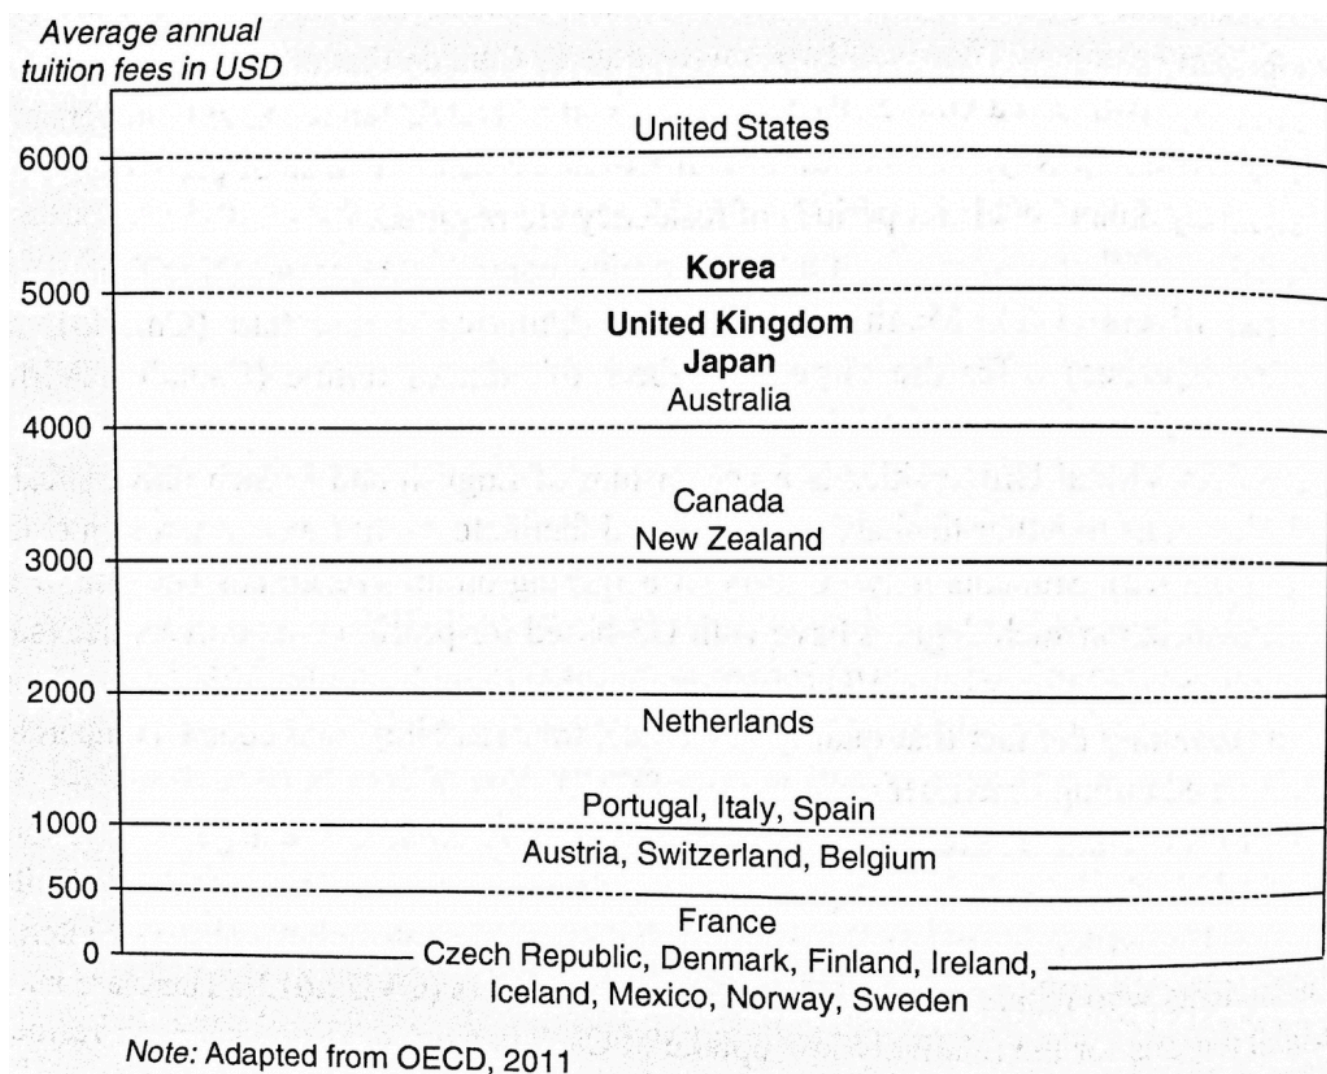 Average annual
tuition fees in USD
United States
6000
Korea
5000
United Kingdom
Japan
Australia
4000
Canada
New Zealand
3000
2000
Netherlands
Portugal, Italy, Spain
1000
Austria, Switzerland, Belgium
500
France
0
Czech Republic, Denmark, Finland, Ireland,
Iceland, Mexico, Norway, Sweden
Note: Adapted from OECD, 2011